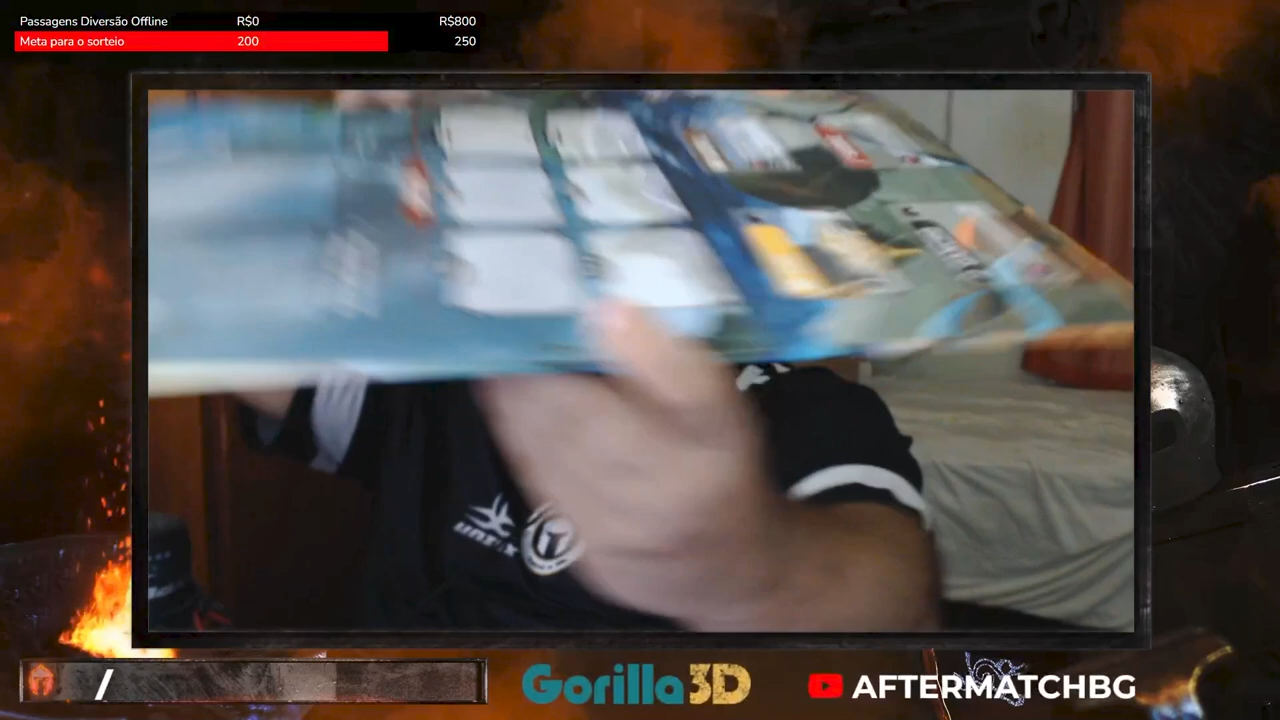 Passagens Diversão Offline R$0 R$800
Meta para o sorteio 200 250
/
Gorilla3D
AFTERMATCHBG